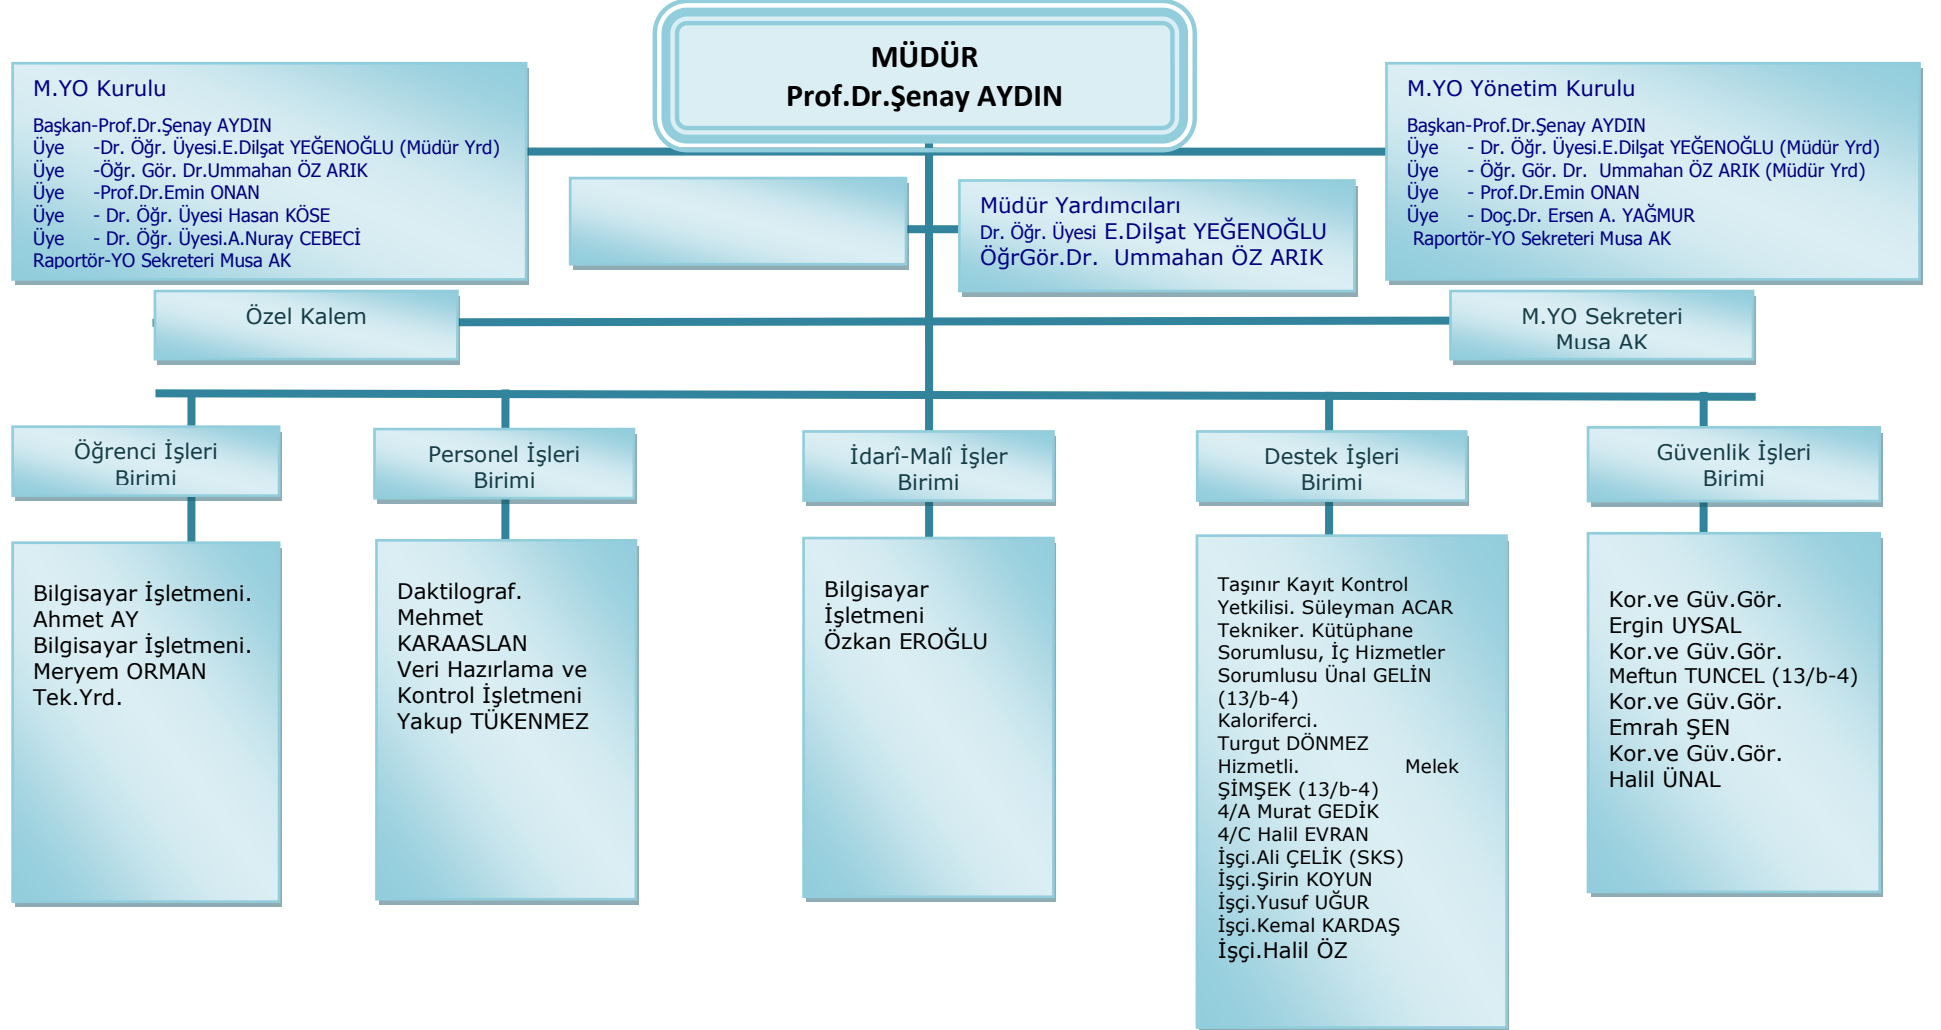 MÜDÜR
Prof.Dr.Şenay AYDIN
M.YO Kurulu
Başkan-Prof.Dr.Şenay AYDIN
Üye -Dr. Öğr. Üyesi.E.Dilşat YEĞENOĞLU (Müdür Yrd)
Üye -Öğr. Gör. Dr.Ummahan ÖZ ARIK
Üye -Prof.Dr.Emin ONAN
Üye - Dr. Öğr. Üyesi Hasan KÖSE
Üye - Dr. Öğr. Üyesi.A.Nuray CEBECİ
Raportör-YO Sekreteri Musa AK
M.YO Yönetim Kurulu
Başkan-Prof.Dr.Şenay AYDIN
Üye - Dr. Öğr. Üyesi.E.Dilşat YEĞENOĞLU (Müdür Yrd)
Üye - Öğr. Gör. Dr. Ummahan ÖZ ARIK (Müdür Yrd)
Üye - Prof.Dr.Emin ONAN
Üye - Doç.Dr. Ersen A. YAĞMUR
Raportör-YO Sekreteri Musa AK
Müdür Yardımcıları
Dr. Öğr. Üyesi E.Dilşat YEĞENOĞLU
ÖğrGör.Dr. Ummahan ÖZ ARIK
Özel Kalem
M.YO Sekreteri
Musa AK
Öğrenci İşleri
Birimi
Personel İşleri
Birimi
İdarî-Malî İşler
Birimi
Destek İşleri
Birimi
Güvenlik İşleri
Birimi
Bilgisayar İşletmeni.
Ahmet AY
Bilgisayar İşletmeni.
Meryem ORMAN
Tek.Yrd.
Daktilograf.
Mehmet
KARAASLAN
Veri Hazırlama ve
Kontrol İşletmeni
Yakup TÜKENMEZ
Bilgisayar
İşletmeni
Özkan EROĞLU
Taşınır Kayıt Kontrol
Yetkilisi. Süleyman ACAR
Tekniker. Kütüphane
Sorumlusu, İç Hizmetler
Sorumlusu Ünal GELİN
(13/b-4)
Kaloriferci.
Turgut DÖNMEZ
Hizmetli. Melek
ŞİMŞEK (13/b-4)
4/A Murat GEDİK
4/C Halil EVRAN
İşçi.Ali ÇELİK (SKS)
İşçi.Şirin KOYUN
İşçi.Yusuf UĞUR
İşçi.Kemal KARDAŞ
İşçi.Halil ÖZ
Kor.ve Güv.Gör.
Ergin UYSAL
Kor.ve Güv.Gör.
Meftun TUNCEL (13/b-4)
Kor.ve Güv.Gör.
Emrah ŞEN
Kor.ve Güv.Gör.
Halil ÜNAL